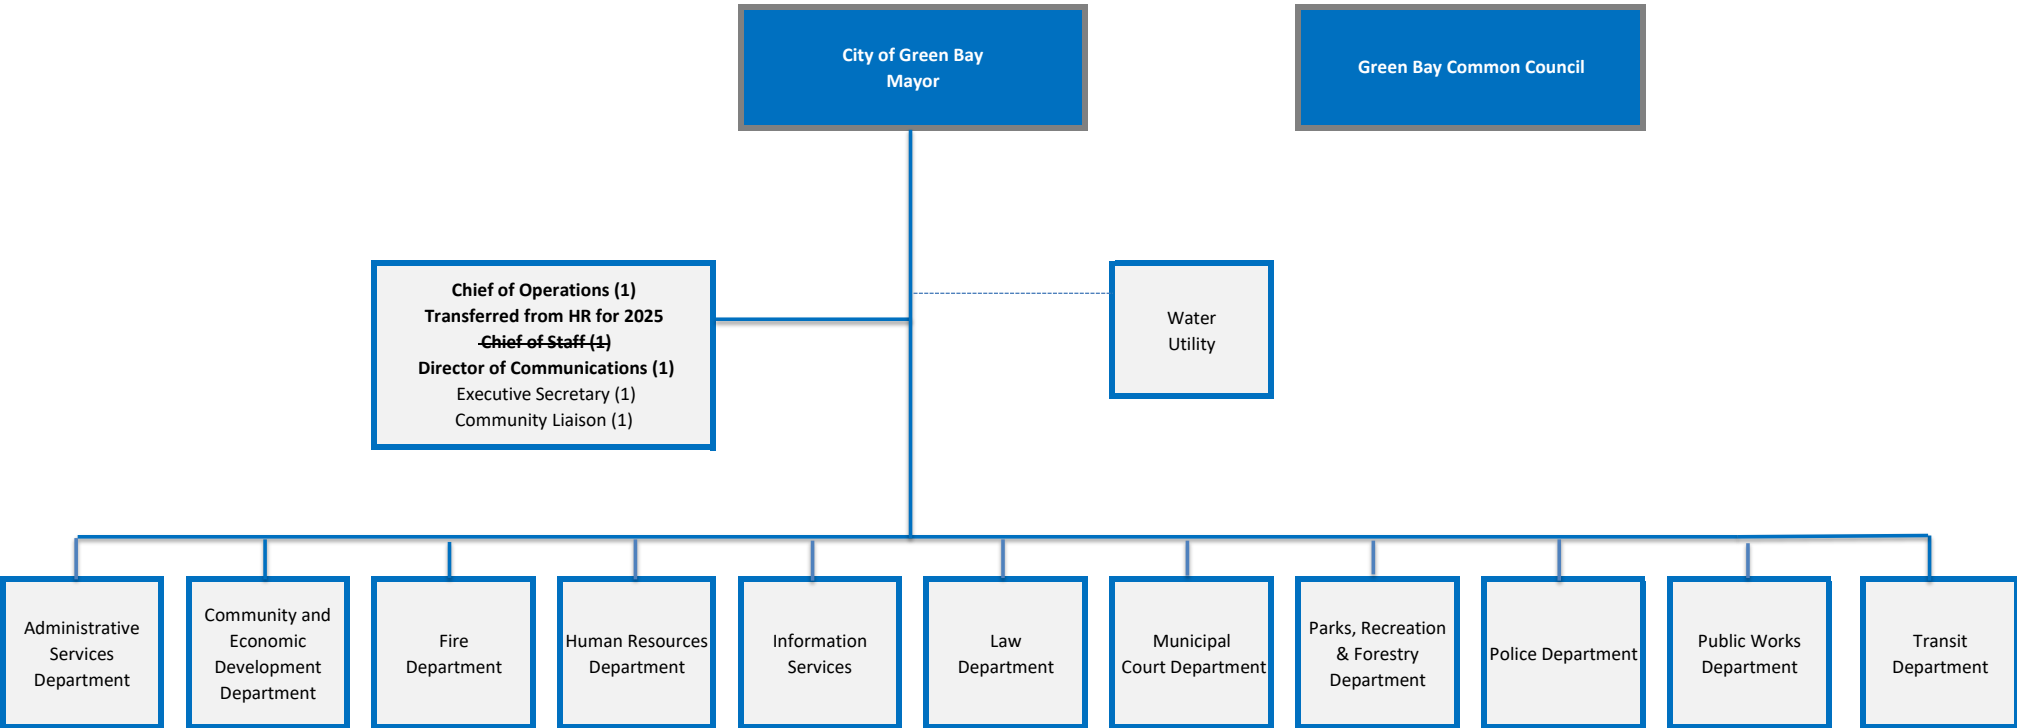 City of Green Bay
Mayor
Green Bay Common Council
Chief of Operations (1)
Transferred from HR for 2025
Chief of Staff (1)
Director of Communications (1)
Executive Secretary (1)
Community Liaison (1)
Water
Utility
Administrative
Services
Department
Community and
Economic
Development
Department
Fire
Department
Human Resources
Department
Information
Services
Law
Department
Municipal
Court Department
Parks, Recreation
& Forestry
Department
Police Department
Public Works
Department
Transit
Department